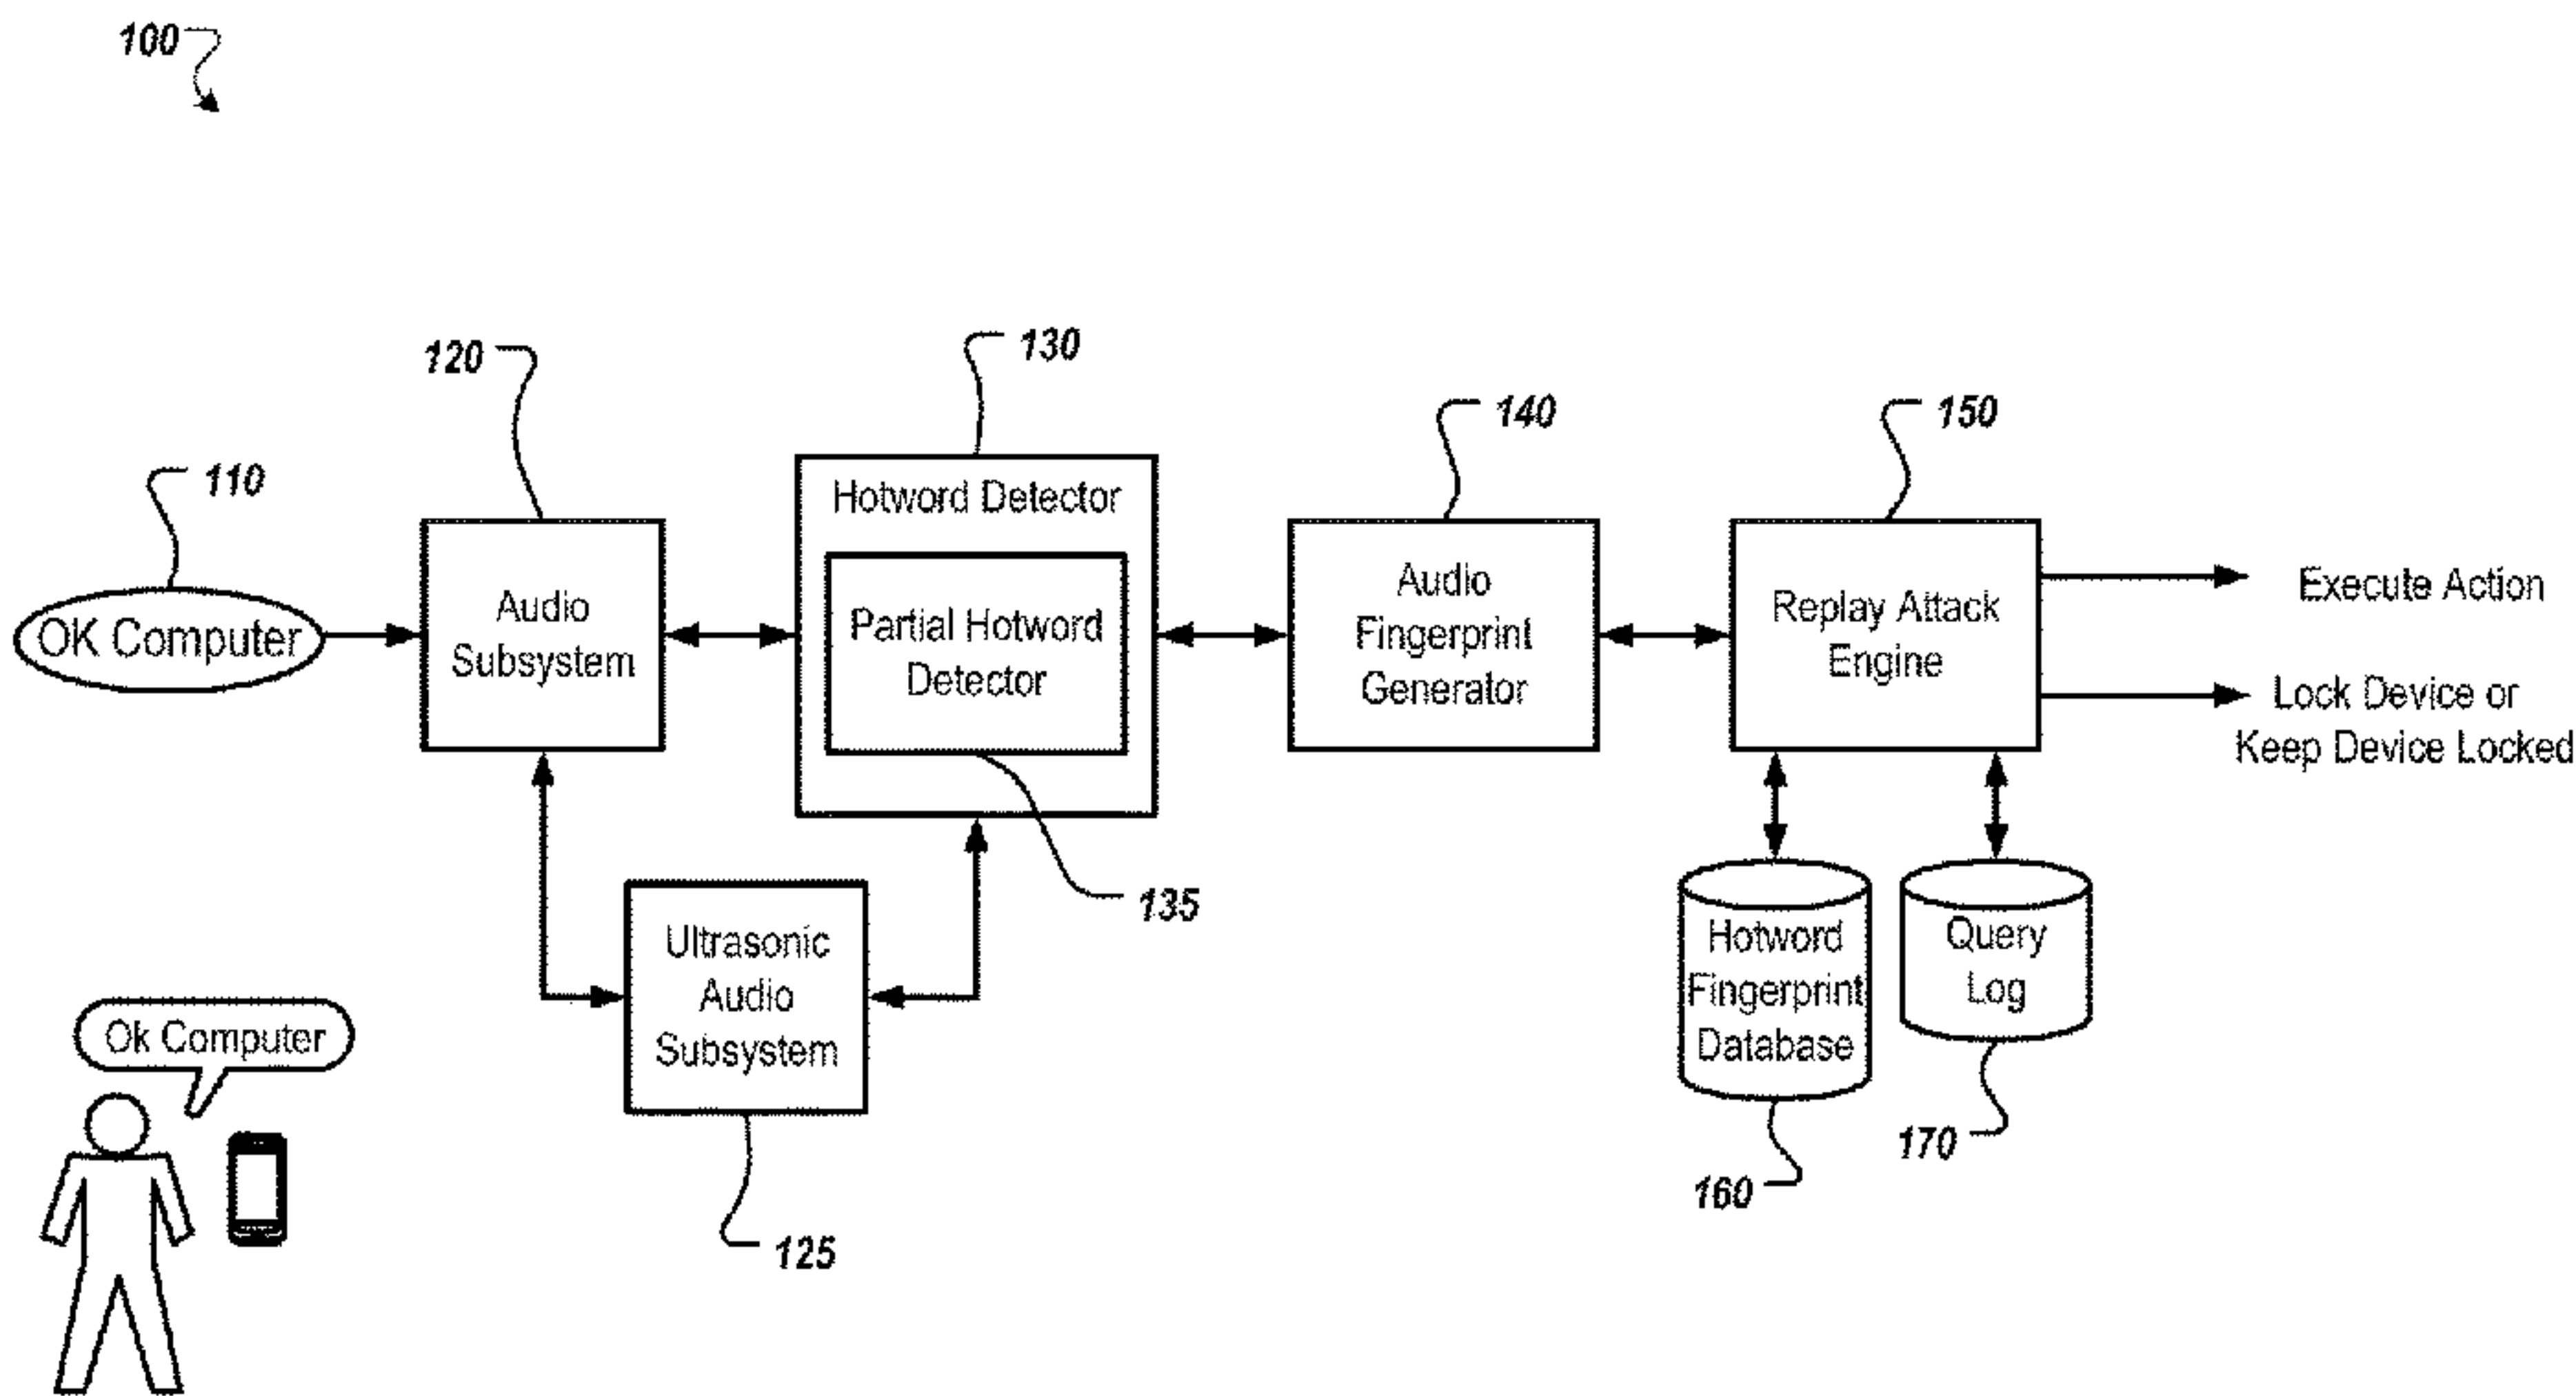 100
120
130
140
150
110
Hotword Detector
OK Computer
Audio
Subsystem
Partial Hotword
Detector
Audio
Fingerprint
Generator
Replay Attack
Engine
Execute Action
Lock Device or
Keep Device Locked
135
Ultrasonic
Audio
Subsystem
125
Hotword
Fingerprint
Database
160
Query
Log
170
Ok Computer